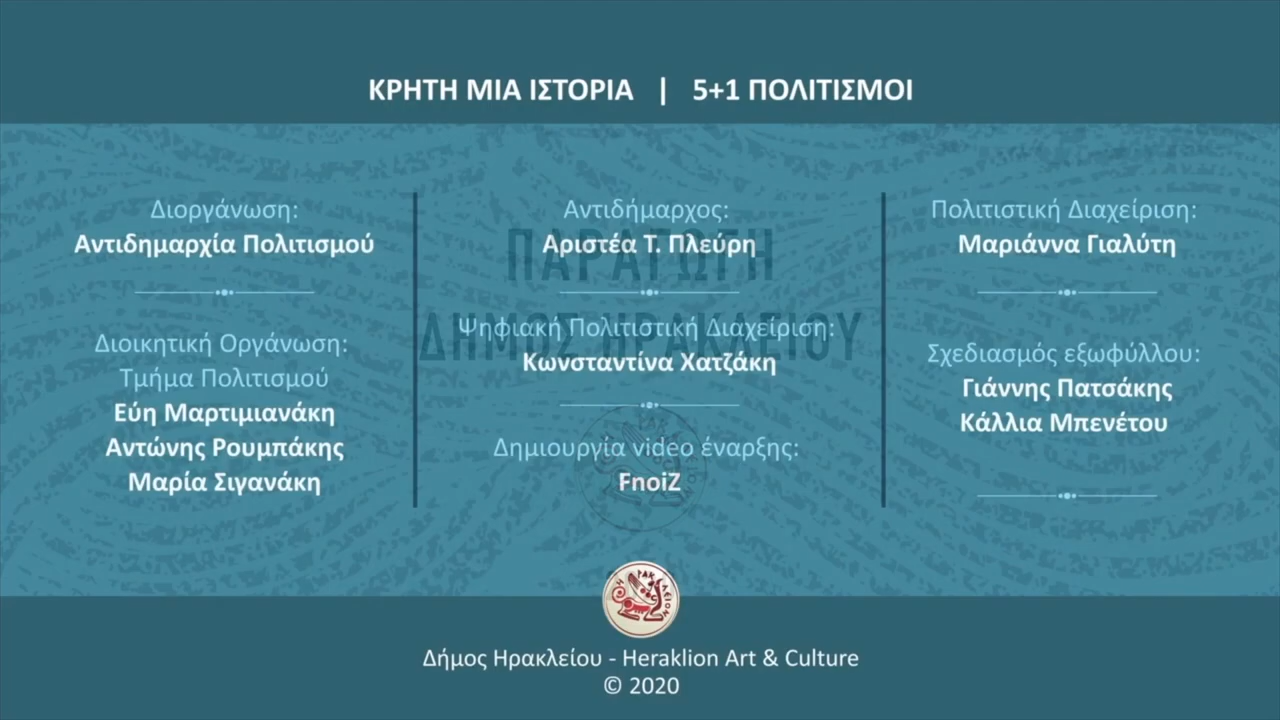 ΚΡΗΤΗ ΜΙΑ ΙΣΤΟΡΙΑ | 5+1 ΠΟΛΙΤΙΣΜΟΙ
Διοργάνωση:
Αντιδημαρχία Πολιτισμού
Διοικητική Οργάνωση:
Τμήμα Πολιτισμού
Εύη Μαρτιμιανάκη
Αντώνης Ρουμπάκης
Μαρία Σιγανάκη
Αντιδήμαρχος:
Αριστέα Τ. Πλεύρη
Ψηφιακή Πολιτιστική Διαχείριση:
Κωνσταντίνα Χατζάκη
Δημιουργία video έναρξης:
FnoiZ
Πολιτιστική Διαχείριση:
Μαριάννα Γιαλύτη
Σχεδιασμός εξωφύλλου:
Γιάννης Πατσάκης
Κάλλια Μπενέτου
ΠΑΡΑΓΩΓΗ
ΔΗΜΟΣ ΗΡΑΚΛΕΙΟΥ
ΗΡΑΚΛΕΙΟΝ
Δήμος Ηρακλείου - Heraklion Art & Culture
© 2020